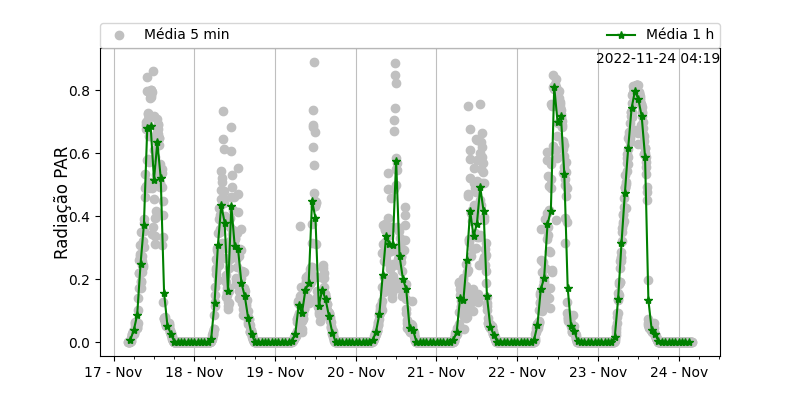 Média 5 min
Média 1 h
2022-11-24 04:19
Radiação PAR
0.8
0.6
0.4
0.2
0.0
17 - Nov
18 - Nov
19 - Nov
20 - Nov
21 - Nov
22 - Nov
23 - Nov
24 - Nov